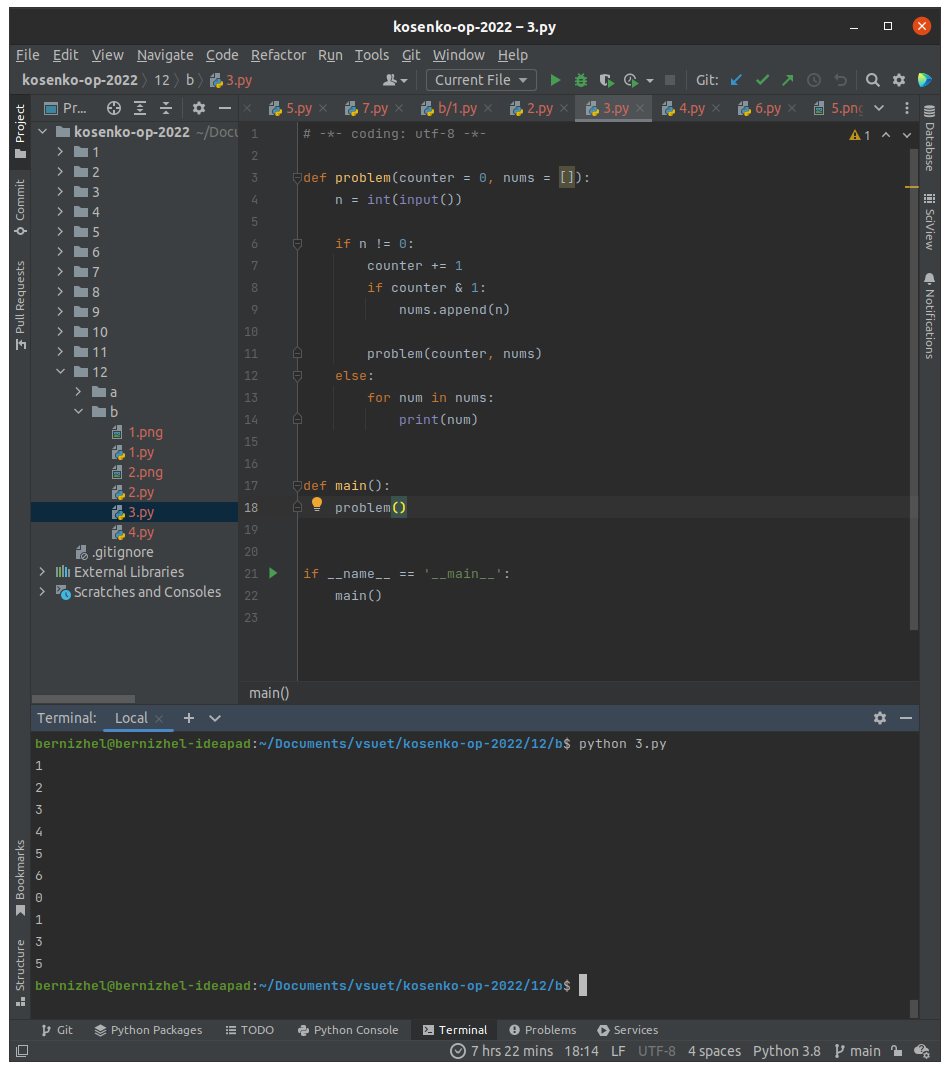 kosenko-op-2022 – 3.py
File Edit View Navigate Code Refactor Run Tools Git Window Help
kosenko-op-2022 12 b 3.py Current File Git:
Project
Commit
Pull Requests
Bookmarks
Structure
Pr...
kosenko-op-2022 ~/Docu
1
2
3
4
5
6
7
8
9
10
11
12
a
b
1.png
1.py
2.png
2.py
3.py
4.py
.gitignore
External Libraries
Scratches and Consoles
5.py 7.py b/1.py 2.py 3.py 4.py 6.py 5.png
1 # -*- coding: utf-8 -*-
1
2
3 def problem(counter = 0, nums = []):
4     n = int(input())
5
6     if n != 0:
7         counter += 1
8         if counter & 1:
9             nums.append(n)
10
11         problem(counter, nums)
12     else:
13         for num in nums:
14             print(num)
15
16
17 def main():
18     problem()
19
20
21 if __name__ == '__main__':
22     main()
23
main()
Database
SciView
Notifications
Terminal: Local
bernizhel@bernizhel-ideapad:~/Documents/vsuet/kosenko-op-2022/12/b$ python 3.py
1
2
3
4
5
6
0
1
3
5
bernizhel@bernizhel-ideapad:~/Documents/vsuet/kosenko-op-2022/12/b$
Git Python Packages TODO Python Console Terminal Problems Services
7 hrs 22 mins 18:14 LF UTF-8 4 spaces Python 3.8 main